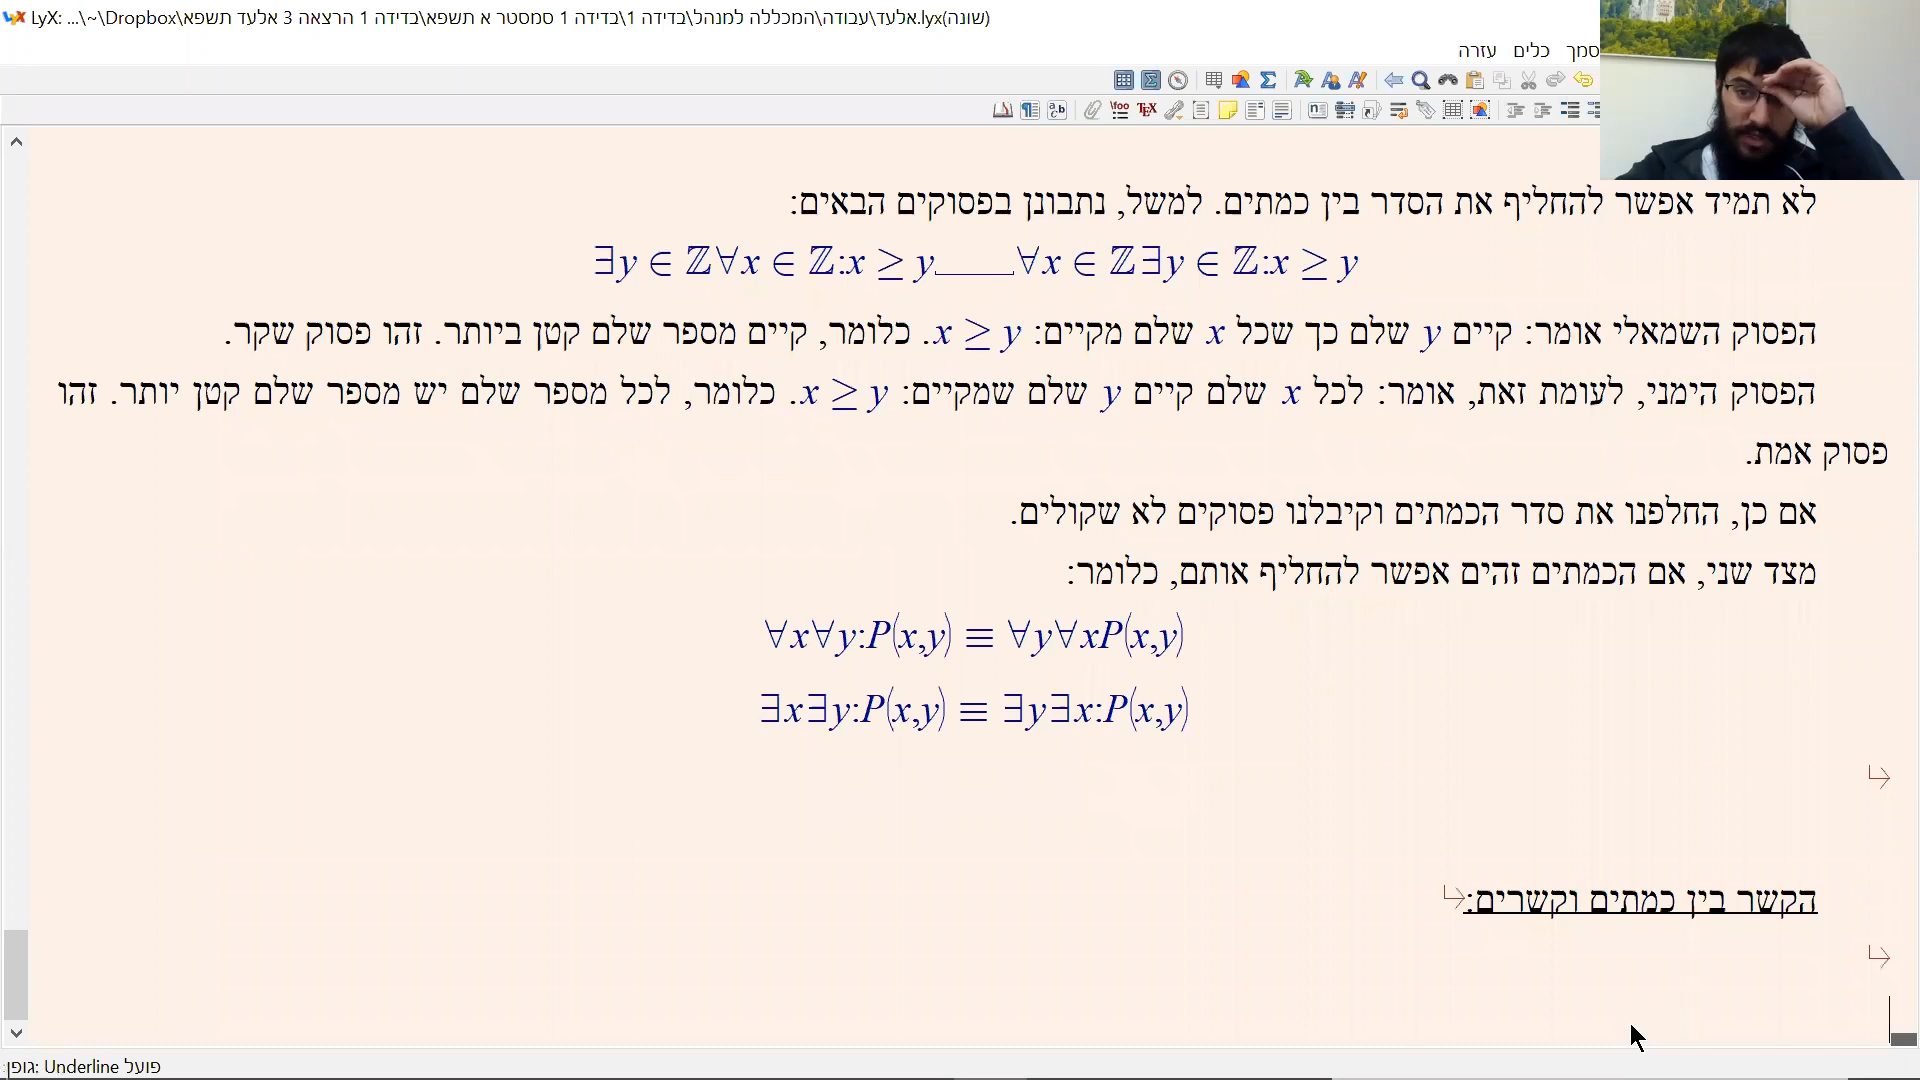 LyX: ...\~\Dropbox\אלעד\עבודה\המכללה למנהל\בדידה 1\בדידה 1 סמסטר א תשפא\בדידה 1 הרצאה 3 אלעד תשפא.lyx(שונה)
סמך כלים עזרה
לא תמיד אפשר להחליף את הסדר בין כמתים. למשל, נתבונן בפסוקים הבאים:
∃y ∈ ℤ∀x ∈ ℤ:x ≥ y____∀x ∈ ℤ∃y ∈ ℤ:x ≥ y
הפסוק השמאלי אומר: קיים y שלם כך שכל x שלם מקיים: x ≥ y. כלומר, קיים מספר שלם קטן ביותר. זהו פסוק שקר.
הפסוק הימני, לעומת זאת, אומר: לכל x שלם קיים y שלם שמקיים: x ≥ y. כלומר, לכל מספר שלם יש מספר שלם קטן יותר. זהו
פסוק אמת.
אם כן, החלפנו את סדר הכמתים וקיבלנו פסוקים לא שקולים.
מצד שני, אם הכמתים זהים אפשר להחליף אותם, כלומר:
∀x∀y:P(x,y) ≡ ∀y∀xP(x,y)
∃x∃y:P(x,y) ≡ ∃y∃x:P(x,y)
הקשר בין כמתים וקשרים:
גופן: Underline פועל